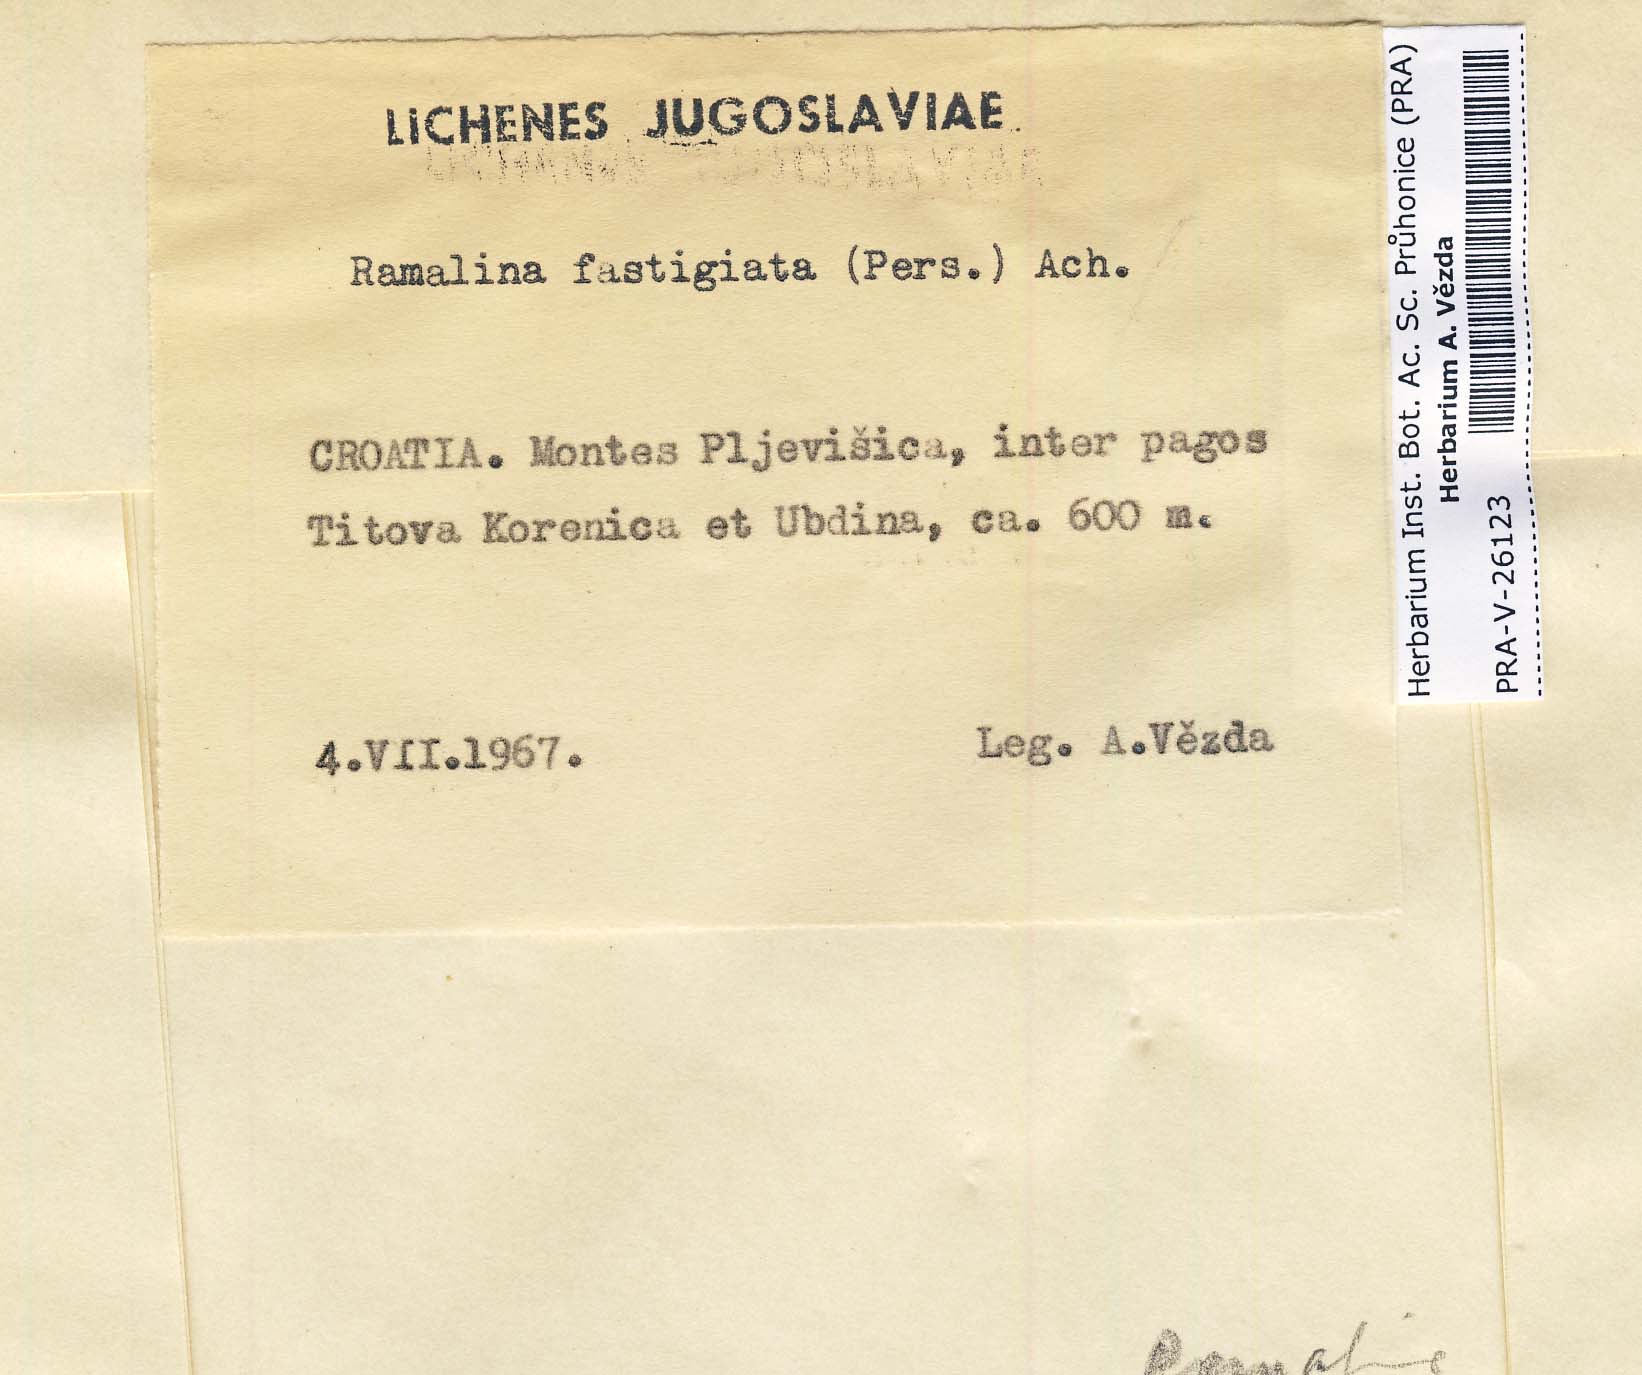 LICHENES JUGOSLAVIAE
Ramalina fastigiata (Pers.) Ach.
CROATIA. Montes Pljevišica, inter pagos
Titova Korenica et Ubdina, ca. 600 m.
4.VII.1967.
Leg. A.Vězda
Herbarium Inst. Bot. Ac. Sc. Průhonice (PRA)
Herbarium A. Vězda
PRA-V-26123